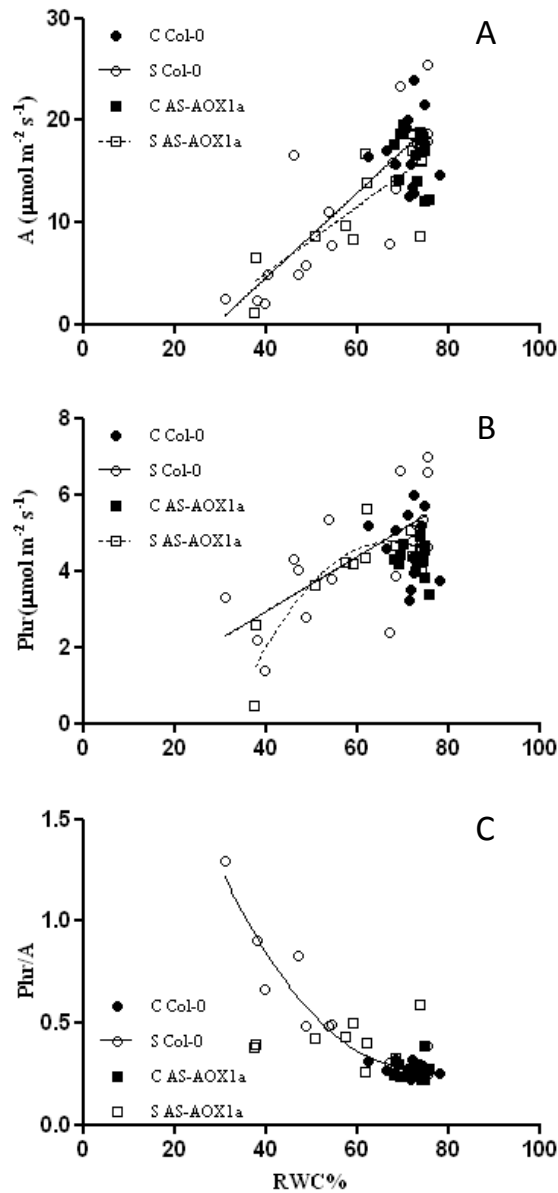 A
30
20
10
0
A (µmol m⁻² s⁻¹)
C Col-0
S Col-0
C AS-AOX1a
S AS-AOX1a
0 20 40 60 80 100
B
8
6
4
2
0
Phr(µmol m⁻² s⁻¹)
C Col-0
S Col-0
C AS-AOX1a
S AS-AOX1a
0 20 40 60 80 100
C
1.5
1.0
0.5
0.0
Phr/A
C Col-0
S Col-0
C AS-AOX1a
S AS-AOX1a
0 20 40 60 80 100
RWC%